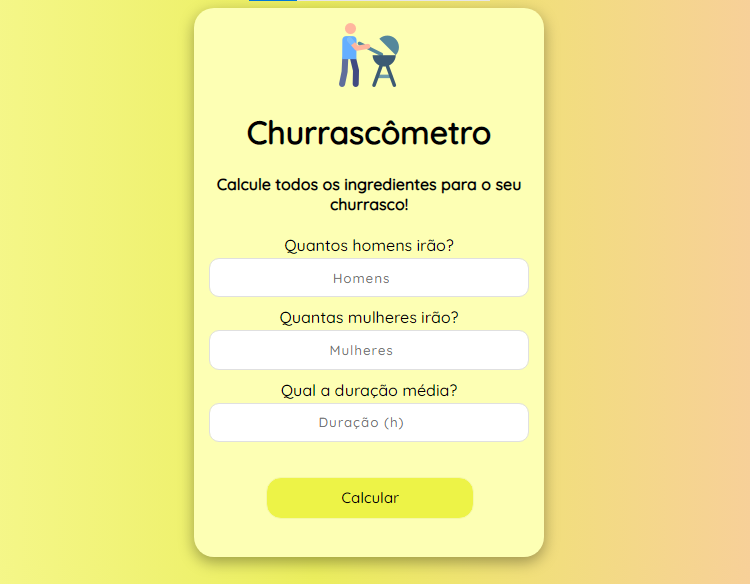 Churrascômetro
Calcule todos os ingredientes para o seu
churrasco!
Quantos homens irão?
Homens
Quantas mulheres irão?
Mulheres
Qual a duração média?
Duração (h)
Calcular